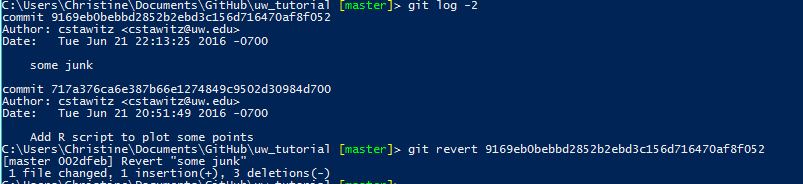 C:\Users\Christine\Documents\GitHub\uw_tutorial [master]> git log -2
commit 9169eb0bebbd2852b2ebd3c156d716470af8f052
Author: cstawitz <cstawitz@uw.edu>
Date:   Tue Jun 21 22:13:25 2016 -0700
some junk
commit 717a376ca6e387b66e1274849c9502d30984d700
Author: cstawitz <cstawitz@uw.edu>
Date:   Tue Jun 21 20:51:49 2016 -0700
Add R script to plot some points
C:\Users\Christine\Documents\GitHub\uw_tutorial [master]> git revert 9169eb0bebbd2852b2ebd3c156d716470af8f052
[master 002dfeb] Revert "some junk"
1 file changed, 1 insertion(+), 3 deletions(-)